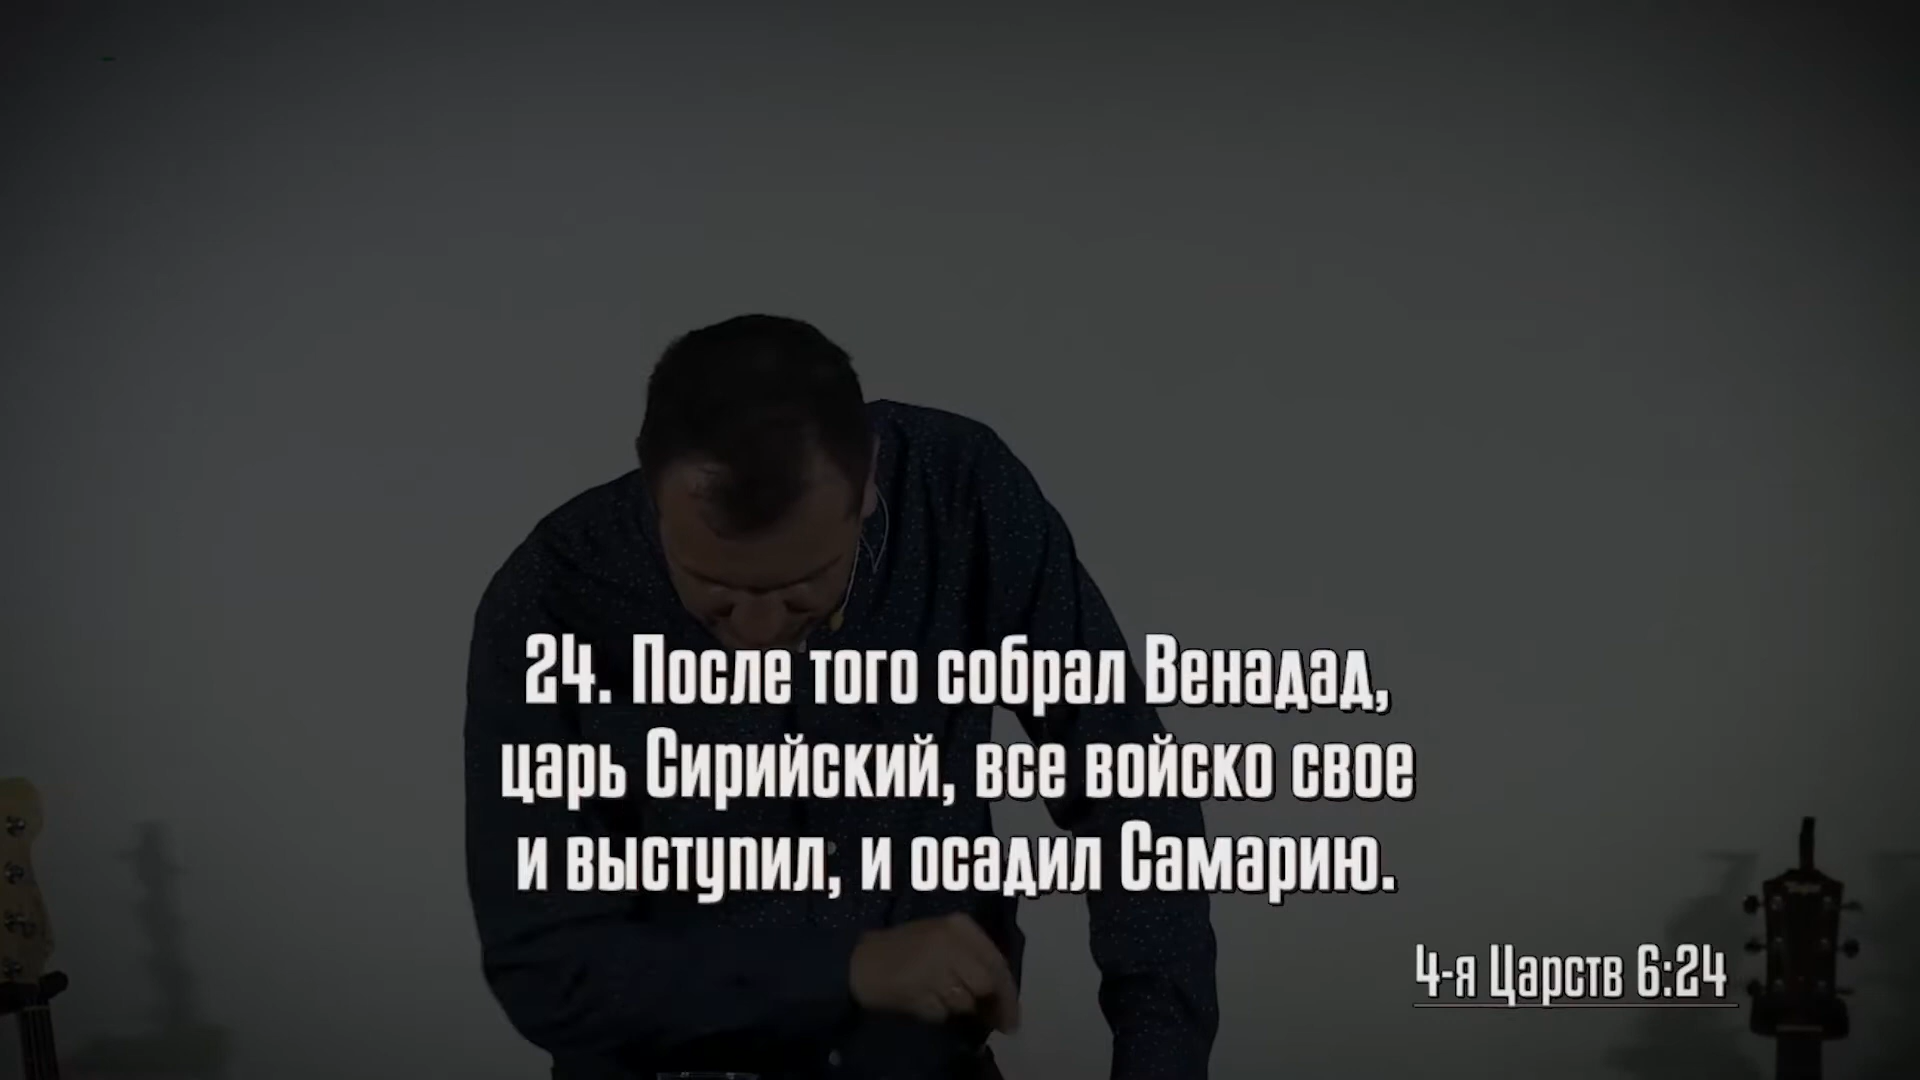 24. После того собрал Венадад,
царь Сирийский, все войско свое
и выступил, и осадил Самарию.
4-я Царств 6:24